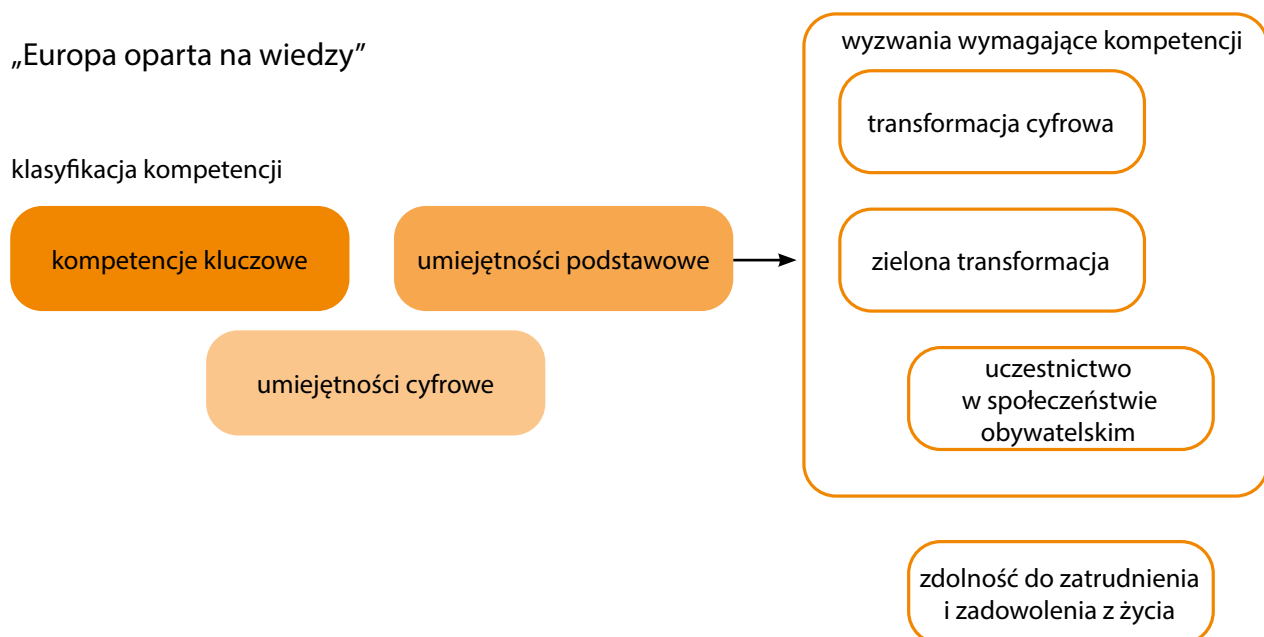 „Europa oparta na wiedzy”
klasyfikacja kompetencji
kompetencje kluczowe
umiejętności podstawowe
umiejętności cyfrowe
wyzwania wymagające kompetencji
transformacja cyfrowa
zielona transformacja
uczestnictwo
w społeczeństwie
obywatelskim
zdolność do zatrudnienia
i zadowolenia z życia